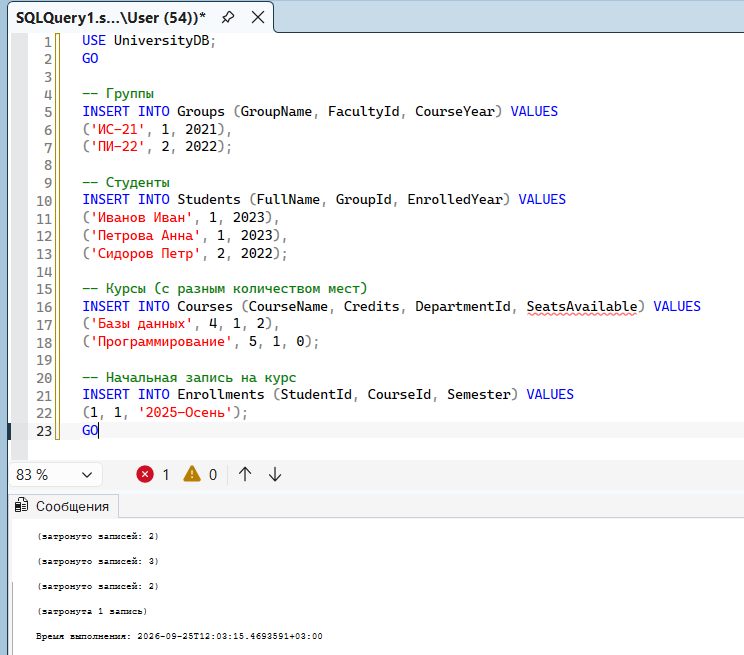 SQLQuery1.s...\User (54))*
1 USE UniversityDB;
2 GO
3
4 -- Группы
5 INSERT INTO Groups (GroupName, FacultyId, CourseYear) VALUES
6 ('ИС-21', 1, 2021),
7 ('ПИ-22', 2, 2022);
8
9 -- Студенты
10 INSERT INTO Students (FullName, GroupId, EnrolledYear) VALUES
11 ('Иванов Иван', 1, 2023),
12 ('Петрова Анна', 1, 2023),
13 ('Сидоров Петр', 2, 2022);
14
15 -- Курсы (с разным количеством мест)
16 INSERT INTO Courses (CourseName, Credits, DepartmentId, SeatsAvailable) VALUES
17 ('Базы данных', 4, 1, 2),
18 ('Программирование', 5, 1, 0);
19
20 -- Начальная запись на курс
21 INSERT INTO Enrollments (StudentId, CourseId, Semester) VALUES
22 (1, 1, '2025-Осень');
23 GO
83 % 1 0
Сообщения
(затронуто записей: 2)
(затронуто записей: 3)
(затронуто записей: 2)
(затронута 1 запись)
Время выполнения: 2026-09-25T12:03:15.4693591+03:00